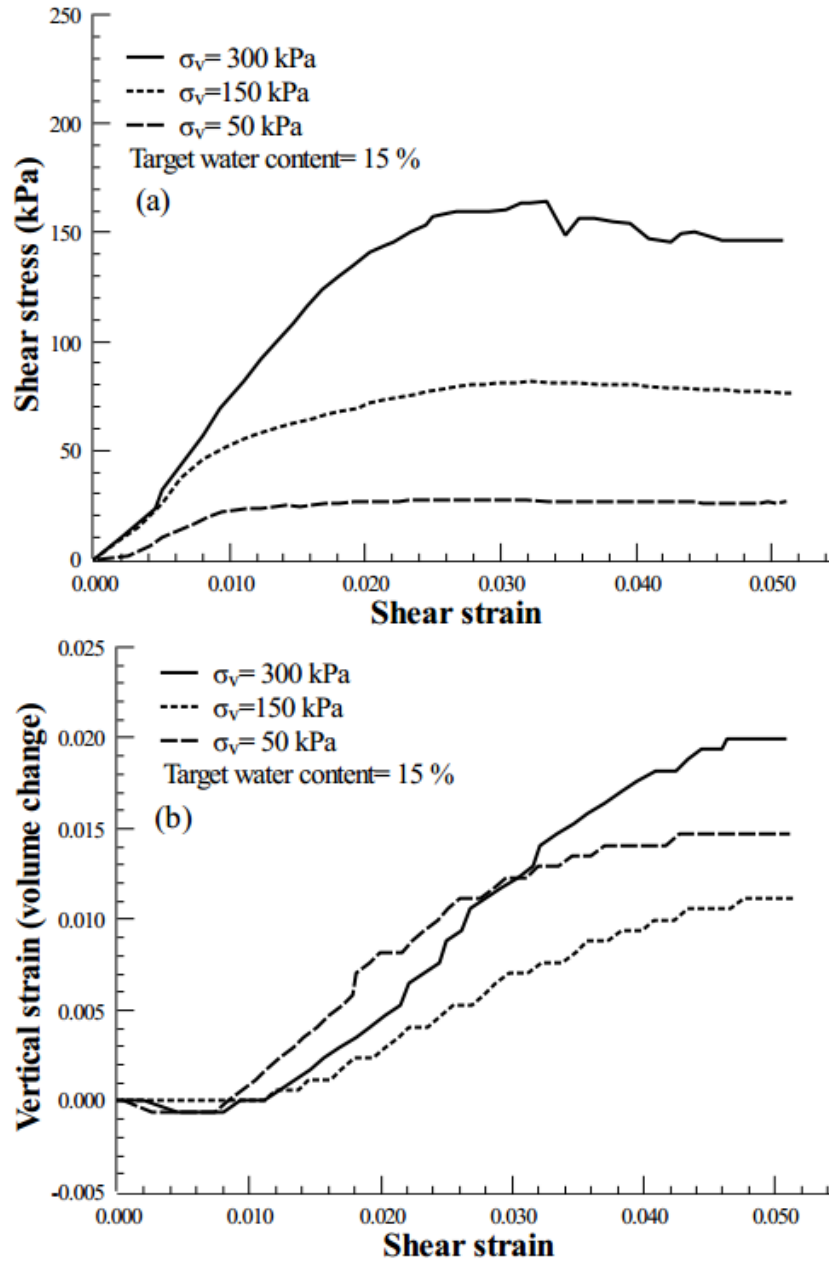 250
200
150
100
50
0
Shear stress (kPa)
σv= 300 kPa
σv=150 kPa
σv= 50 kPa
Target water content= 15 %
(a)
0.000 0.010 0.020 0.030 0.040 0.050
Shear strain
0.025
0.020
0.015
0.010
0.005
0.000
-0.005
Vertical strain (volume change)
σv= 300 kPa
σv=150 kPa
σv= 50 kPa
Target water content= 15 %
(b)
0.000 0.010 0.020 0.030 0.040 0.050
Shear strain